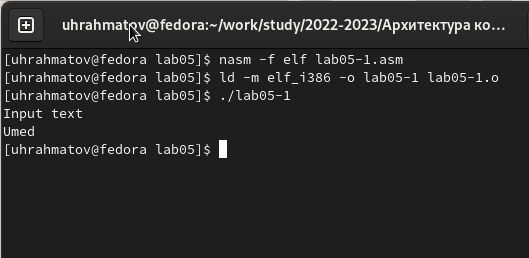 uhrahmatov@fedora:~/work/study/2022-2023/Архитектура ко...
[uhrahmatov@fedora lab05]$ nasm -f elf lab05-1.asm
[uhrahmatov@fedora lab05]$ ld -m elf_i386 -o lab05-1 lab05-1.o
[uhrahmatov@fedora lab05]$ ./lab05-1
Input text
Umed
[uhrahmatov@fedora lab05]$